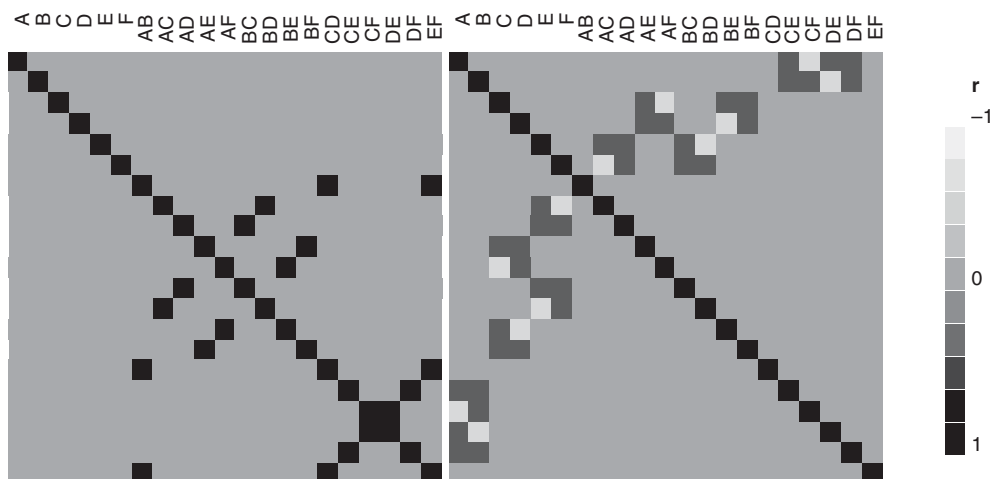 A B C D E F AB AC AD AE AF BC BD BE BF CD CE CF DE DF EF
A B C D E F AB AC AD AE AF BC BD BE BF CD CE CF DE DF EF
r
–1
0
1